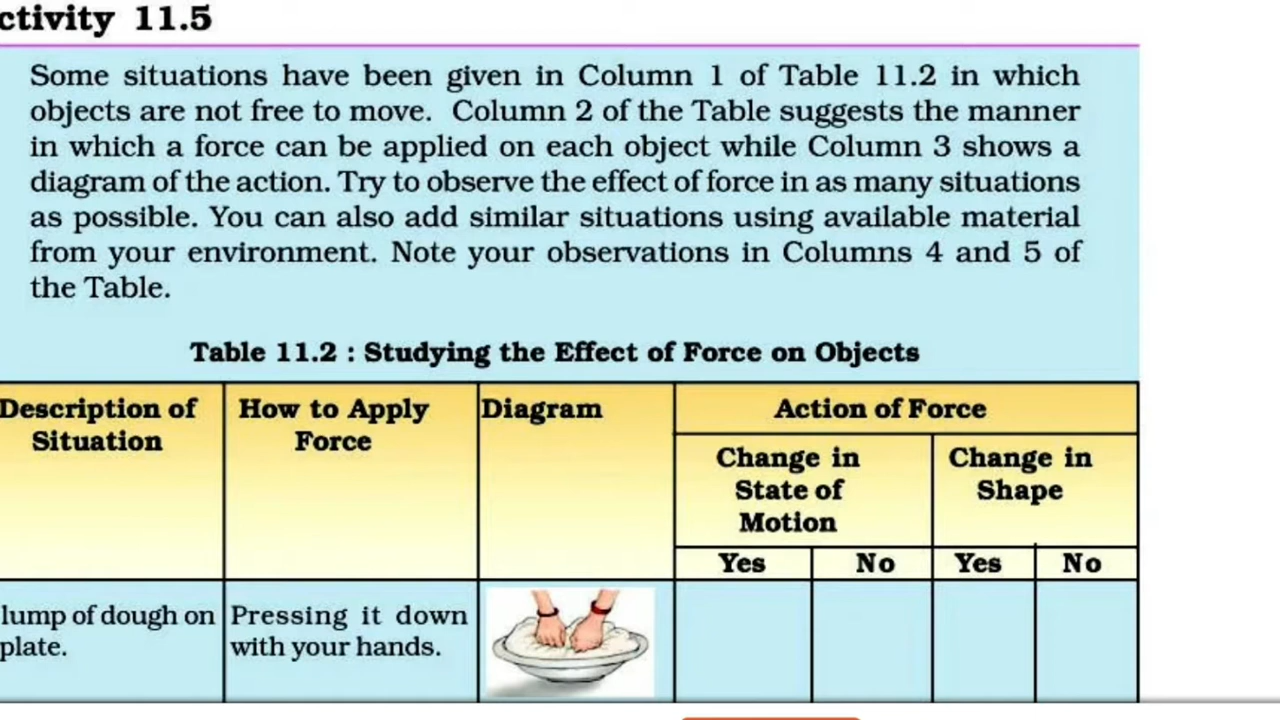 ctivity 11.5
Some situations have been given in Column 1 of Table 11.2 in which
objects are not free to move. Column 2 of the Table suggests the manner
in which a force can be applied on each object while Column 3 shows a
diagram of the action. Try to observe the effect of force in as many situations
as possible. You can also add similar situations using available material
from your environment. Note your observations in Columns 4 and 5 of
the Table.
Table 11.2 : Studying the Effect of Force on Objects
Description of
Situation
How to Apply
Force
Diagram
Action of Force
Change in
State of
Motion
Change in
Shape
Yes
No
Yes
No
lump of dough on
plate.
Pressing it down
with your hands.